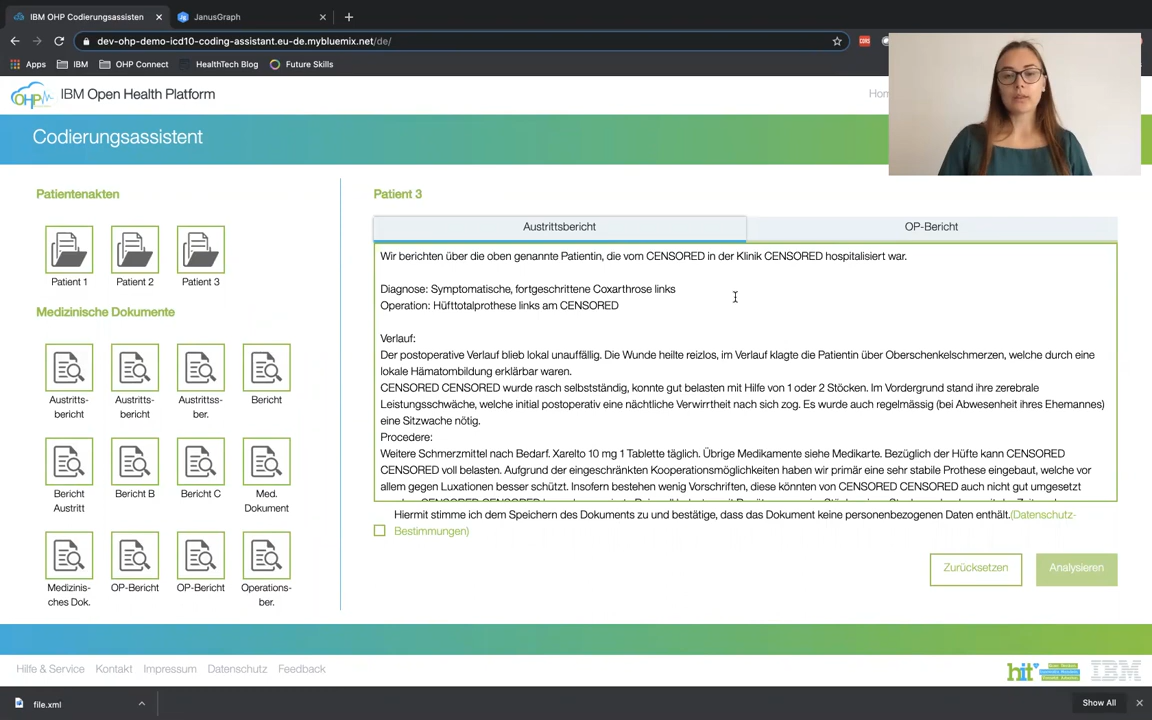 IBM OHP Codierungsassisten
JanusGraph
dev-ohp-demo-icd10-coding-assistant.eu-de.mybluemix.net/de/
Apps
IBM
OHP Connect
HealthTech Blog
Future Skills
OHP
IBM Open Health Platform
Codierungsassistent
Patientenakten
Patient 1
Patient 2
Patient 3
Medizinische Dokumente
Austritts-
bericht
Austritts-
bericht
Austrittss-
ber.
Bericht
Bericht
Austritt
Bericht B
Bericht C
Med.
Dokument
Medizinis-
ches Dok.
OP-Bericht
OP-Bericht
Operations-
ber.
Patient 3
Austrittsbericht
OP-Bericht
Wir berichten über die oben genannte Patientin, die vom CENSORED in der Klinik CENSORED hospitalisiert war.
Diagnose: Symptomatische, fortgeschrittene Coxarthrose links
Operation: Hüfttotalprothese links am CENSORED
Verlauf:
Der postoperative Verlauf blieb lokal unauffällig. Die Wunde heilte reizlos, im Verlauf klagte die Patientin über Oberschenkelschmerzen, welche durch eine
lokale Hämatombildung erklärbar waren.
CENSORED CENSORED wurde rasch selbstständig, konnte gut belasten mit Hilfe von 1 oder 2 Stöcken. Im Vordergrund stand ihre zerebrale
Leistungsschwäche, welche initial postoperativ eine nächtliche Verwirrtheit nach sich zog. Es wurde auch regelmässig (bei Abwesenheit ihres Ehemannes)
eine Sitzwache nötig.
Procedere:
Weitere Schmerzmittel nach Bedarf. Xarelto 10 mg 1 Tablette täglich. Übrige Medikamente siehe Medikarte. Bezüglich der Hüfte kann CENSORED
CENSORED voll belasten. Aufgrund der eingeschränkten Kooperationsmöglichkeiten haben wir primär eine sehr stabile Prothese eingebaut, welche vor
allem gegen Luxationen besser schützt. Insofern bestehen wenig Vorschriften, diese könnten von CENSORED CENSORED auch nicht gut umgesetzt
Hiermit stimme ich dem Speichern des Dokuments zu und bestätige, dass das Dokument keine personenbezogenen Daten enthält.(Datenschutz-
Bestimmungen)
Zurücksetzen
Analysieren
Hilfe & Service
Kontakt
Impressum
Datenschutz
Feedback
hit
IBM
file.xml
Show All